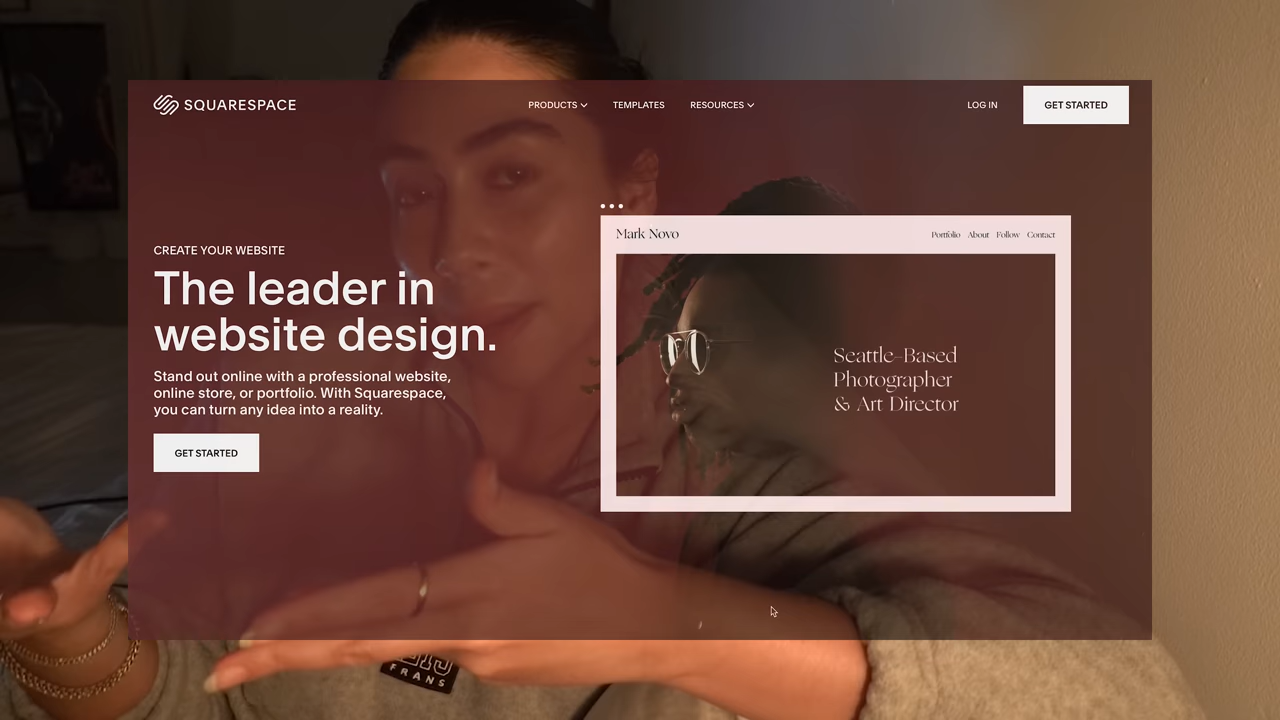 SQUARESPACE
PRODUCTS
TEMPLATES
RESOURCES
LOG IN
GET STARTED
CREATE YOUR WEBSITE
The leader in
website design.
Stand out online with a professional website,
online store, or portfolio. With Squarespace,
you can turn any idea into a reality.
GET STARTED
Mark Novo
Portfolio About Follow Contact
Seattle-Based
Photographer
& Art Director
FRANS